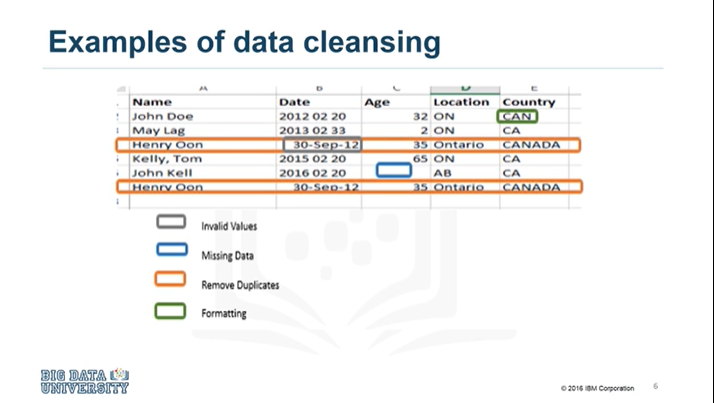 Examples of data cleansing
A B C D E
Name Date Age Location Country
John Doe 2012 02 20 32 ON CAN
May Lag 2013 02 33 2 ON CA
Henry Oon 30-Sep-12 35 Ontario CANADA
Kelly, Tom 2015 02 20 65 ON CA
John Kell 2016 02 20 AB CA
Henry Oon 30-Sep-12 35 Ontario CANADA
Invalid Values
Missing Data
Remove Duplicates
Formatting
BIG DATA
UNIVERSITY
© 2016 IBM Corporation 6